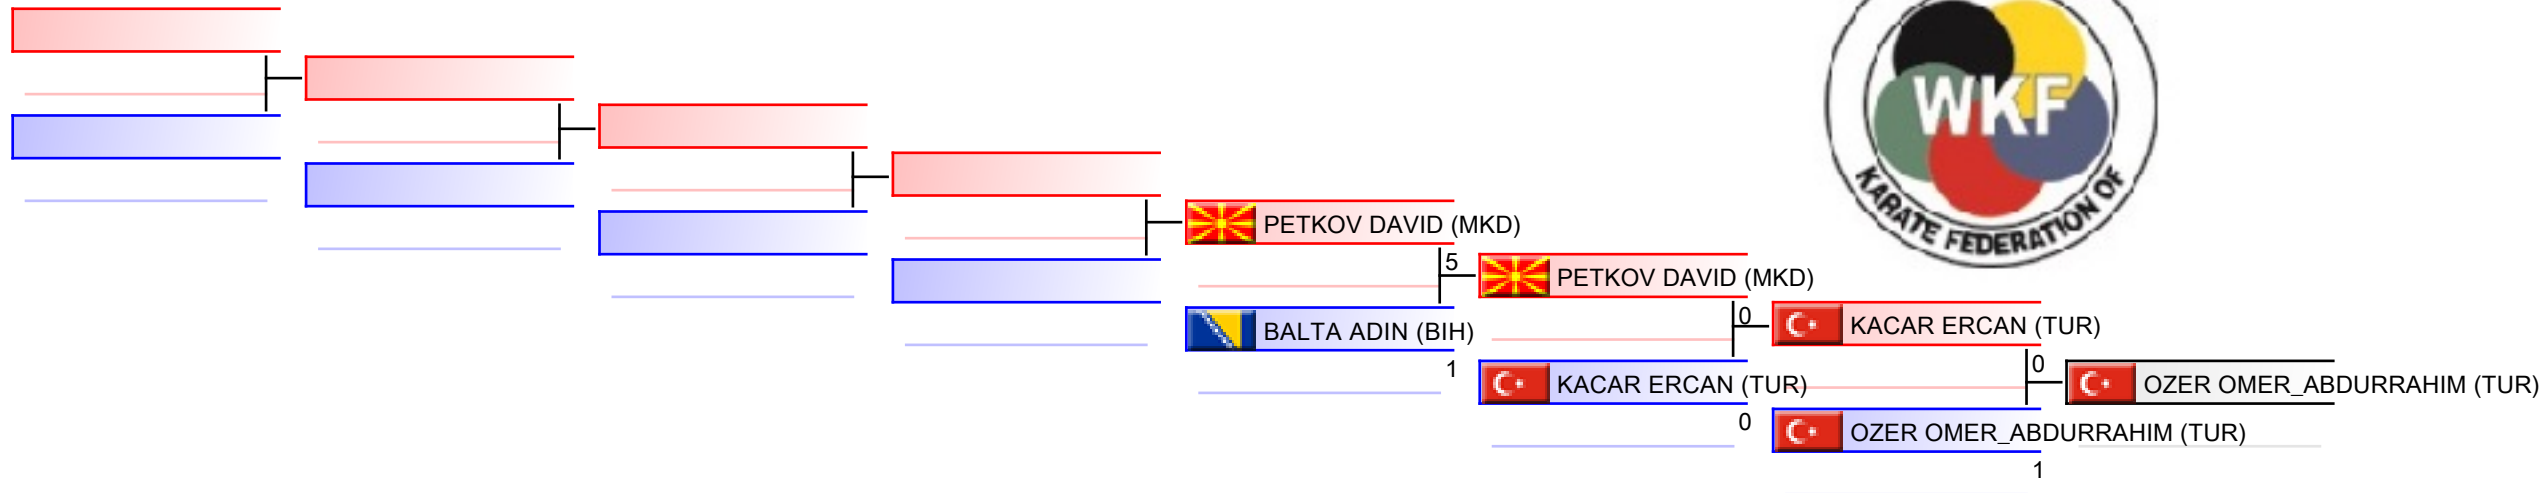 WKF
KARATE FEDERATION OF
PETKOV DAVID (MKD)
5
PETKOV DAVID (MKD)
BALTA ADIN (BIH)
1
0
KACAR ERCAN (TUR)
KACAR ERCAN (TUR)
0
0
OZER OMER_ABDURRAHIM (TUR)
OZER OMER_ABDURRAHIM (TUR)
1